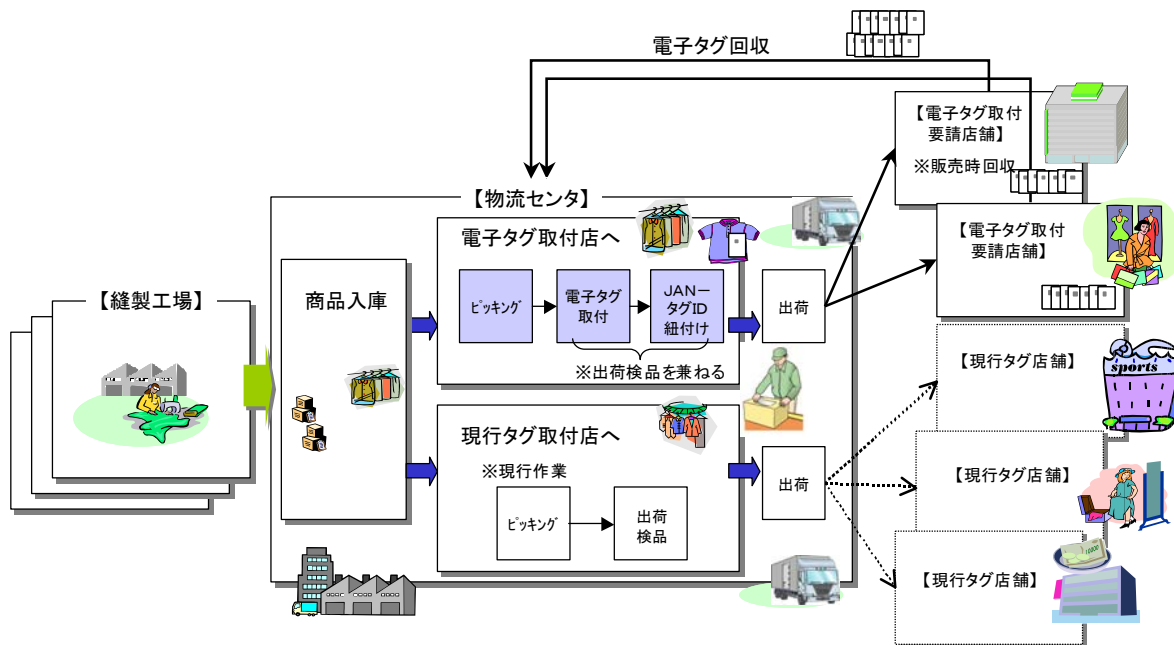 電子タグ回収
【電子タグ取付
要請店舗】
※販売時回収
【物流センタ】
電子タグ取付店へ
【電子タグ取付
要請店舗】
【縫製工場】
商品入庫
ﾋﾟｯｷﾝｸﾞ
電子タグ
取付
JAN－
タグID
紐付け
出荷
※出荷検品を兼ねる
【現行タグ店舗】
sports
現行タグ取付店へ
※現行作業
ﾋﾟｯｷﾝｸﾞ
出荷
検品
出荷
【現行タグ店舗】
【現行タグ店舗】